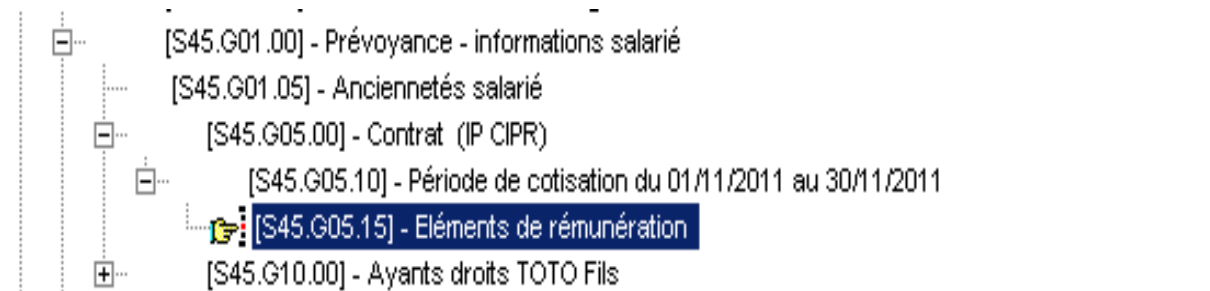 [S45.G01.00] - Prévoyance - informations salarié
[S45.G01.05] - Anciennetés salarié
[S45.G05.00] - Contrat (IP CIPR)
[S45.G05.10] - Période de cotisation du 01/11/2011 au 30/11/2011
[S45.G05.15] - Eléments de rémunération
[S45.G10.00] - Ayants droits TOTO Fils